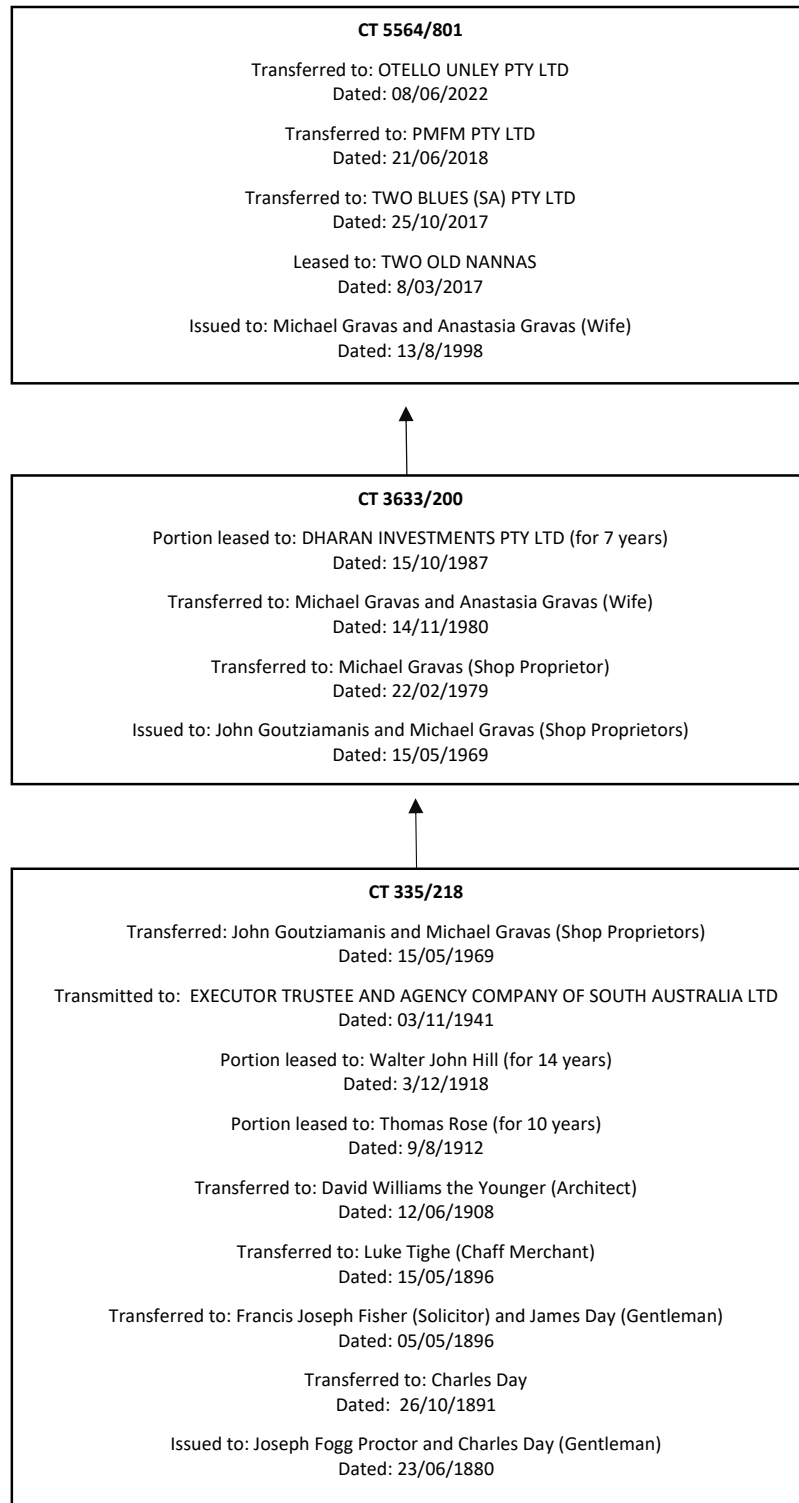 CT 5564/801
Transferred to: OTELLO UNLEY PTY LTD
Dated: 08/06/2022
Transferred to: PMFM PTY LTD
Dated: 21/06/2018
Transferred to: TWO BLUES (SA) PTY LTD
Dated: 25/10/2017
Leased to: TWO OLD NANNAS
Dated: 8/03/2017
Issued to: Michael Gravas and Anastasia Gravas (Wife)
Dated: 13/8/1998
CT 3633/200
Portion leased to: DHARAN INVESTMENTS PTY LTD (for 7 years)
Dated: 15/10/1987
Transferred to: Michael Gravas and Anastasia Gravas (Wife)
Dated: 14/11/1980
Transferred to: Michael Gravas (Shop Proprietor)
Dated: 22/02/1979
Issued to: John Goutziamanis and Michael Gravas (Shop Proprietors)
Dated: 15/05/1969
CT 335/218
Transferred: John Goutziamanis and Michael Gravas (Shop Proprietors)
Dated: 15/05/1969
Transmitted to: EXECUTOR TRUSTEE AND AGENCY COMPANY OF SOUTH AUSTRALIA LTD
Dated: 03/11/1941
Portion leased to: Walter John Hill (for 14 years)
Dated: 3/12/1918
Portion leased to: Thomas Rose (for 10 years)
Dated: 9/8/1912
Transferred to: David Williams the Younger (Architect)
Dated: 12/06/1908
Transferred to: Luke Tighe (Chaff Merchant)
Dated: 15/05/1896
Transferred to: Francis Joseph Fisher (Solicitor) and James Day (Gentleman)
Dated: 05/05/1896
Transferred to: Charles Day
Dated: 26/10/1891
Issued to: Joseph Fogg Proctor and Charles Day (Gentleman)
Dated: 23/06/1880